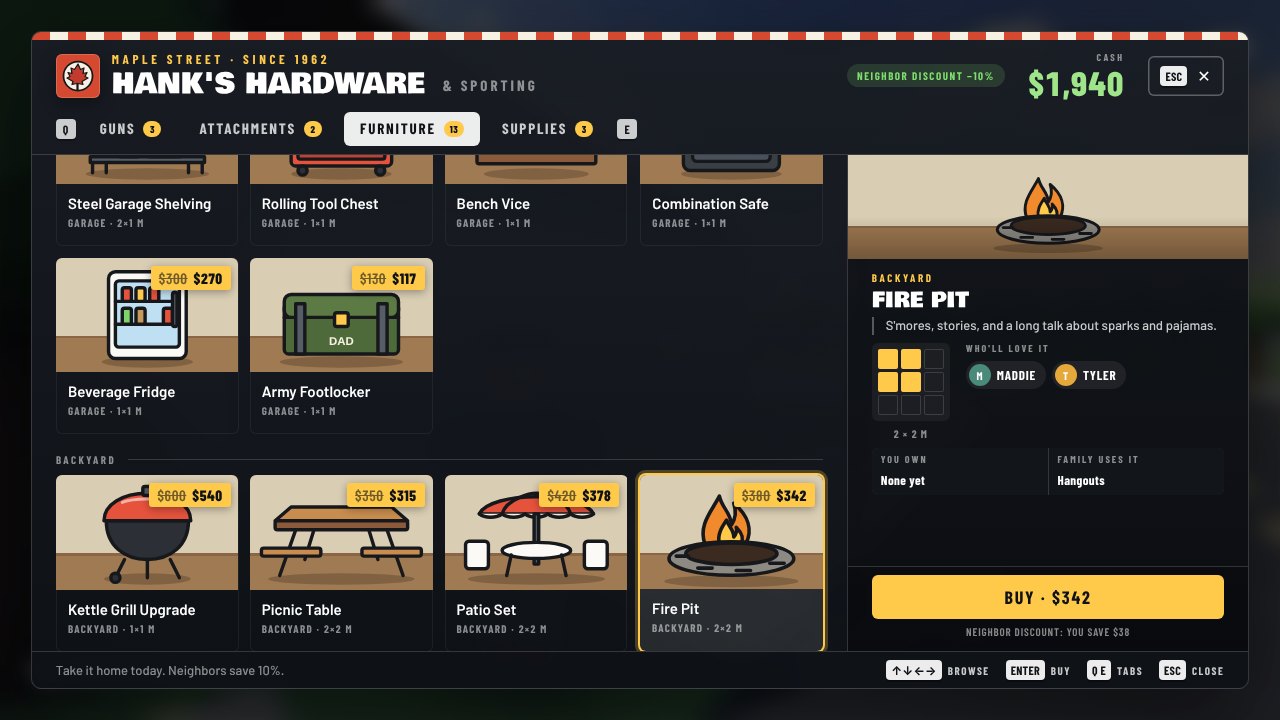 MAPLE STREET · SINCE 1962
HANK'S HARDWARE & SPORTING
NEIGHBOR DISCOUNT −10%
CASH
$1,940
ESC ✕
Q GUNS 3 ATTACHMENTS 2 FURNITURE 13 SUPPLIES 3 E
Steel Garage Shelving
GARAGE · 2×1 M
Rolling Tool Chest
GARAGE · 1×1 M
Bench Vice
GARAGE · 1×1 M
Combination Safe
GARAGE · 1×1 M
$300 $270
Beverage Fridge
GARAGE · 1×1 M
$130 $117
DAD
Army Footlocker
GARAGE · 1×1 M
BACKYARD
$600 $540
Kettle Grill Upgrade
BACKYARD · 1×1 M
$350 $315
Picnic Table
BACKYARD · 2×2 M
$420 $378
Patio Set
BACKYARD · 2×2 M
$380 $342
Fire Pit
BACKYARD · 2×2 M
BACKYARD
FIRE PIT
S'mores, stories, and a long talk about sparks and pajamas.
2 × 2 M
WHO'LL LOVE IT
M MADDIE T TYLER
YOU OWN
None yet
FAMILY USES IT
Hangouts
BUY · $342
NEIGHBOR DISCOUNT: YOU SAVE $38
Take it home today. Neighbors save 10%.
↑↓←→ BROWSE ENTER BUY Q E TABS ESC CLOSE